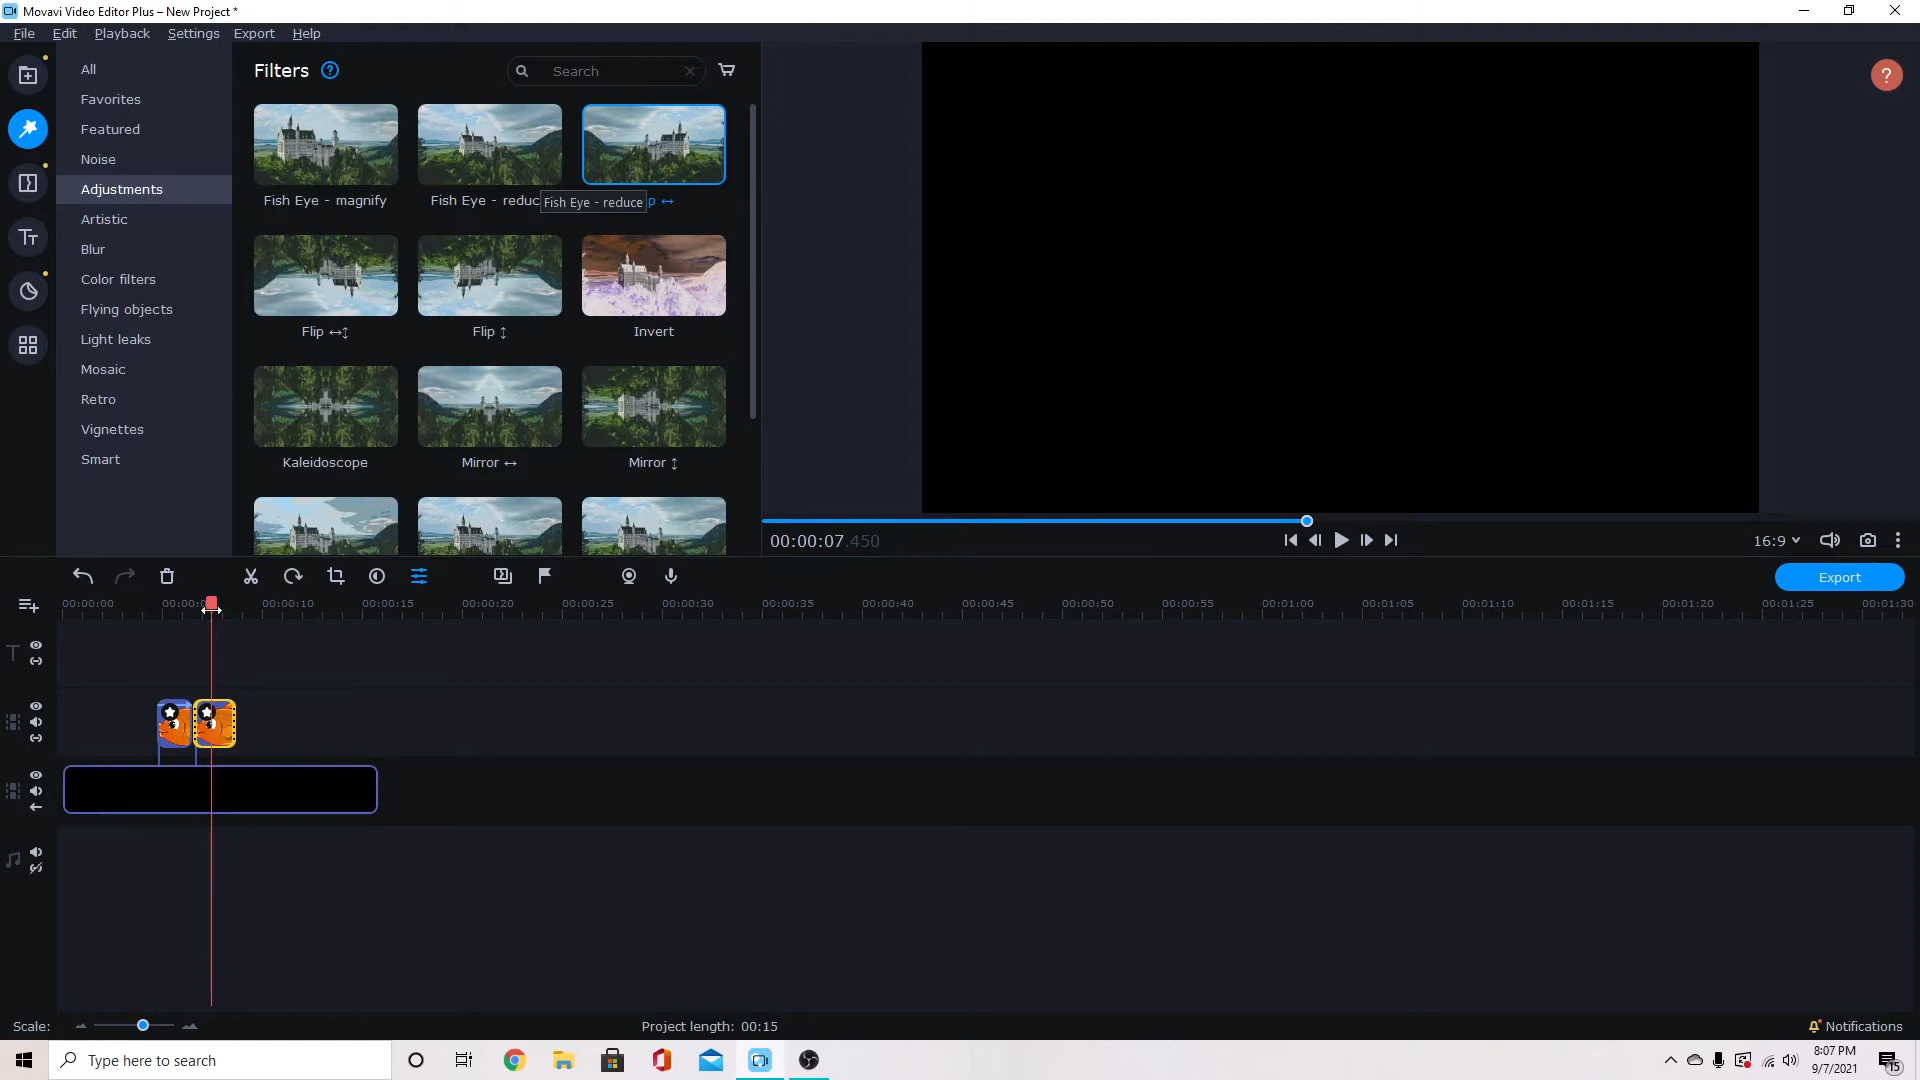 Movavi Video Editor Plus – New Project *
File Edit Playback Settings Export Help
All
Favorites
Featured
Noise
Adjustments
Artistic
Blur
Color filters
Flying objects
Light leaks
Mosaic
Retro
Vignettes
Smart
Filters ?
Search
?
Fish Eye - magnify
Fish Eye - reduc
Fish Eye - reduce
p ↔
Flip ↔↕
Flip ↕
Invert
Kaleidoscope
Mirror ↔
Mirror ↕
00:00:07.450
16:9
Export
00:00:00 00:00:0 00:00:10 00:00:15 00:00:20 00:00:25 00:00:30 00:00:35 00:00:40 00:00:45 00:00:50 00:00:55 00:01:00 00:01:05 00:01:10 00:01:15 00:01:20 00:01:25 00:01:30
Scale:
Project length: 00:15
Notifications
Type here to search
8:07 PM
9/7/2021
15